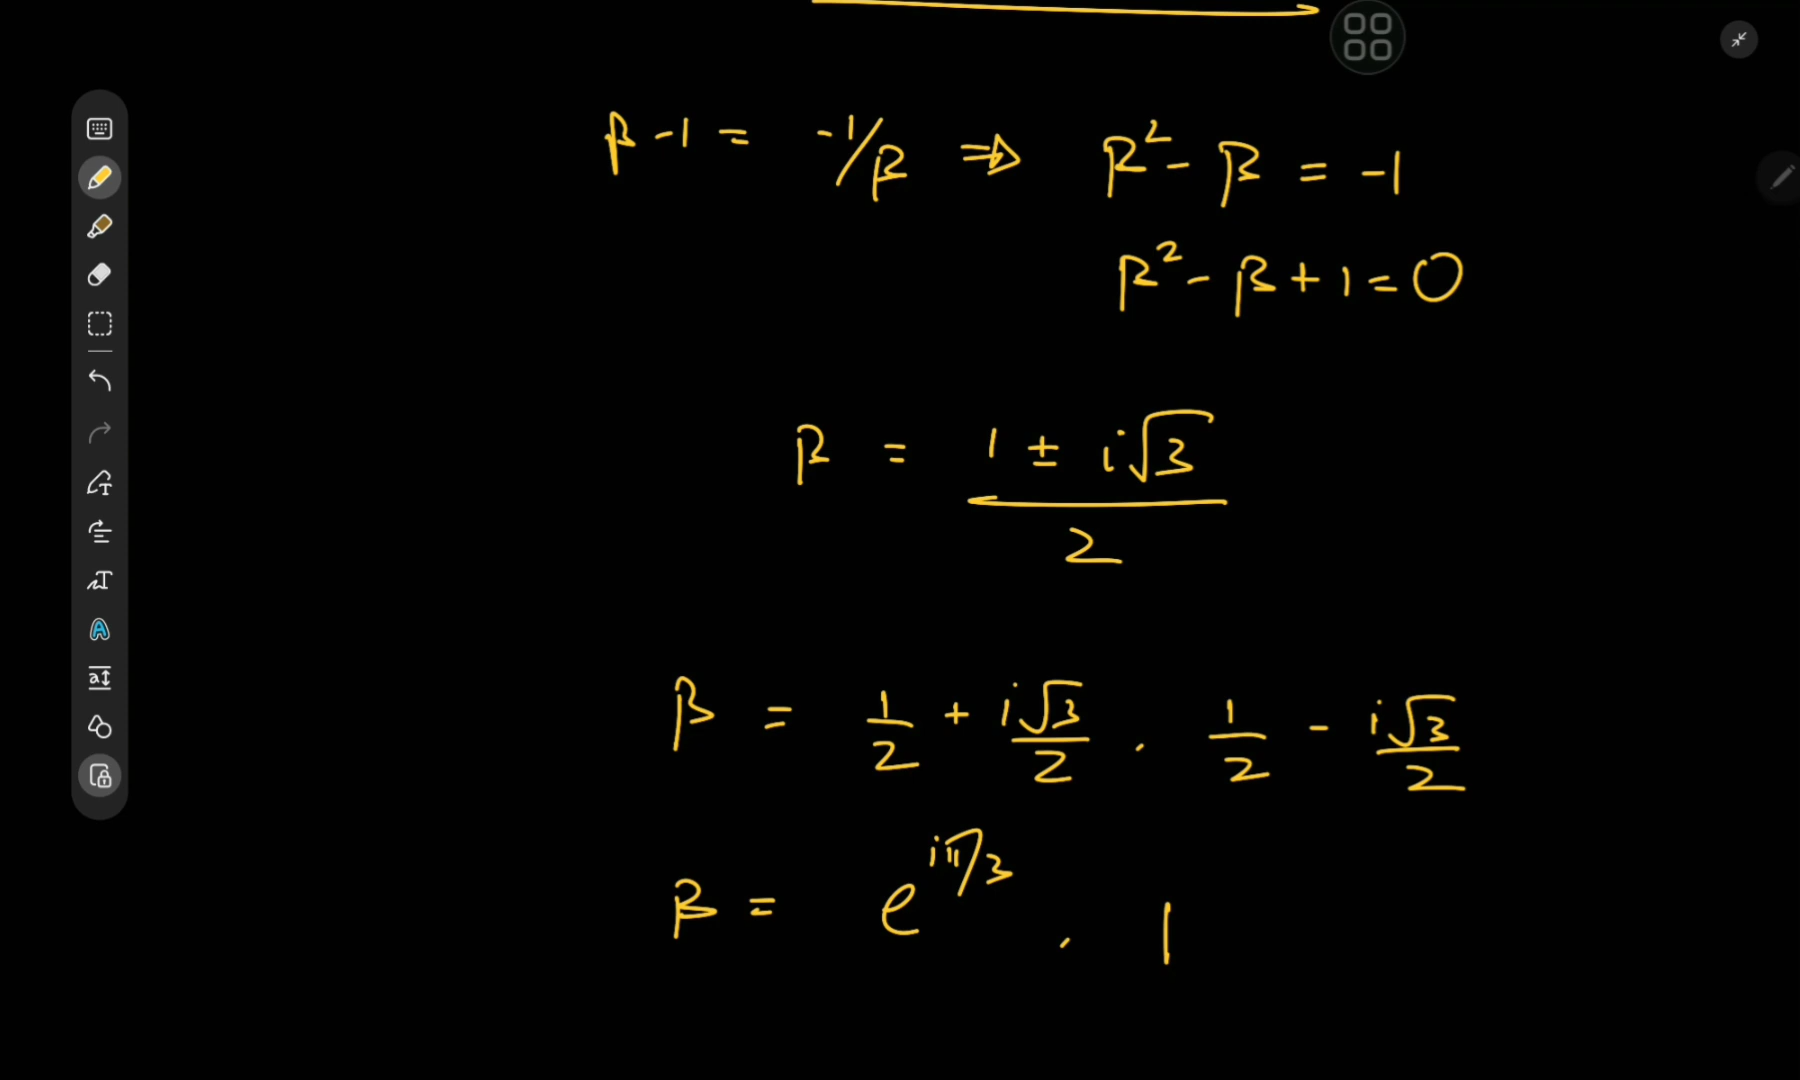 β - 1 = -1/β ⇒ β² - β = -1
β² - β + 1 = 0
β = (1 ± i√3)/2
β = 1/2 + i√3/2 , 1/2 - i√3/2
β = e^(iπ/3) , 1